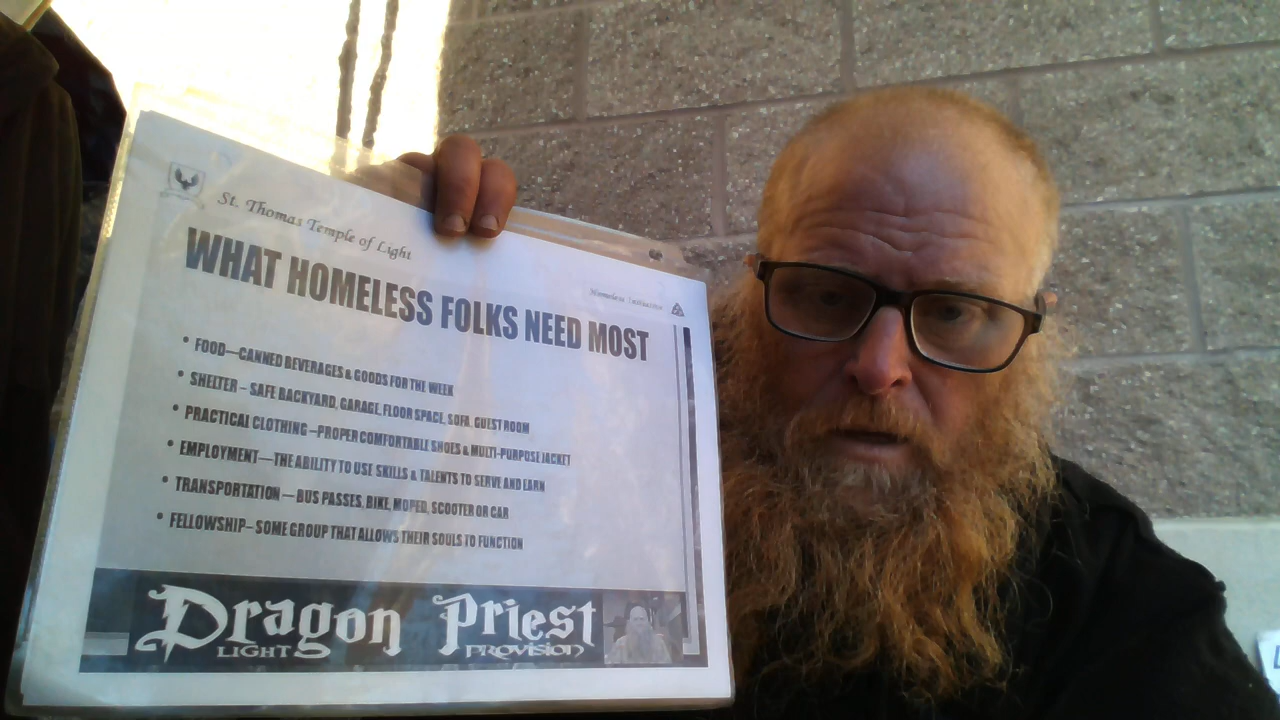 St. Thomas Temple of Light
Homeless Initiative
WHAT HOMELESS FOLKS NEED MOST
• FOOD—CANNED BEVERAGES & GOODS FOR THE WEEK
• SHELTER – SAFE BACKYARD, GARAGE, FLOOR SPACE, SOFA, GUEST ROOM
• PRACTICAL CLOTHING –PROPER COMFORTABLE SHOES & MULTI-PURPOSE JACKET
• EMPLOYMENT—THE ABILITY TO USE SKILLS & TALENTS TO SERVE AND EARN
• TRANSPORTATION — BUS PASSES, BIKE, MOPED, SCOOTER OR CAR
• FELLOWSHIP– SOME GROUP THAT ALLOWS THEIR SOULS TO FUNCTION
Dragon Priest
LIGHT PROVISION